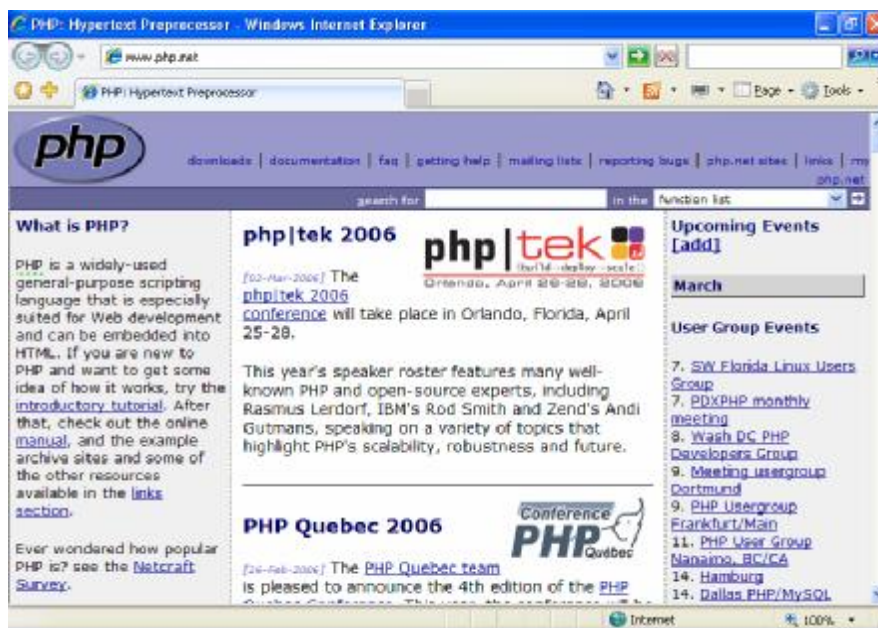 PHP: Hypertext Preprocessor - Windows Internet Explorer
www.php.net
PHP: Hypertext Preprocessor
Page
Tools
php
downloads | documentation | faq | getting help | mailing lists | reporting bugs | php.net sites | links | my
php.net
search for
in the
function list
What is PHP?
PHP is a widely-used
general-purpose scripting
language that is especially
suited for Web development
and can be embedded into
HTML. If you are new to
PHP and want to get some
idea of how it works, try the
introductory tutorial. After
that, check out the online
manual, and the example
archive sites and some of
the other resources
available in the links
section.
Ever wondered how popular
PHP is? see the Netcraft
Survey.
php|tek 2006
php|tek
(build -deploy -scale)
Orlando, April 26-28, 2006
[02-Mar-2006] The
php|tek 2006
conference will take place in Orlando, Florida, April
25-28.
This year's speaker roster features many well-
known PHP and open-source experts, including
Rasmus Lerdorf, IBM's Rod Smith and Zend's Andi
Gutmans, speaking on a variety of topics that
highlight PHP's scalability, robustness and future.
PHP Quebec 2006
Conference
PHP
Québec
[26-Feb-2006] The PHP Quebec team
is pleased to announce the 4th edition of the PHP
Upcoming Events
[add]
March
User Group Events
7. SW Florida Linux Users
Group
7. PDXPHP monthly
meeting
8. Wash DC PHP
Developers Group
9. Meeting usergroup
Dortmund
9. PHP Usergroup
Frankfurt/Main
11. PHP User Group
Nanaimo, BC/CA
14. Hamburg
14. Dallas PHP/MySQL
Internet
100%